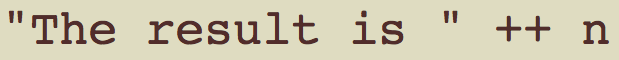 "The result is " ++ n